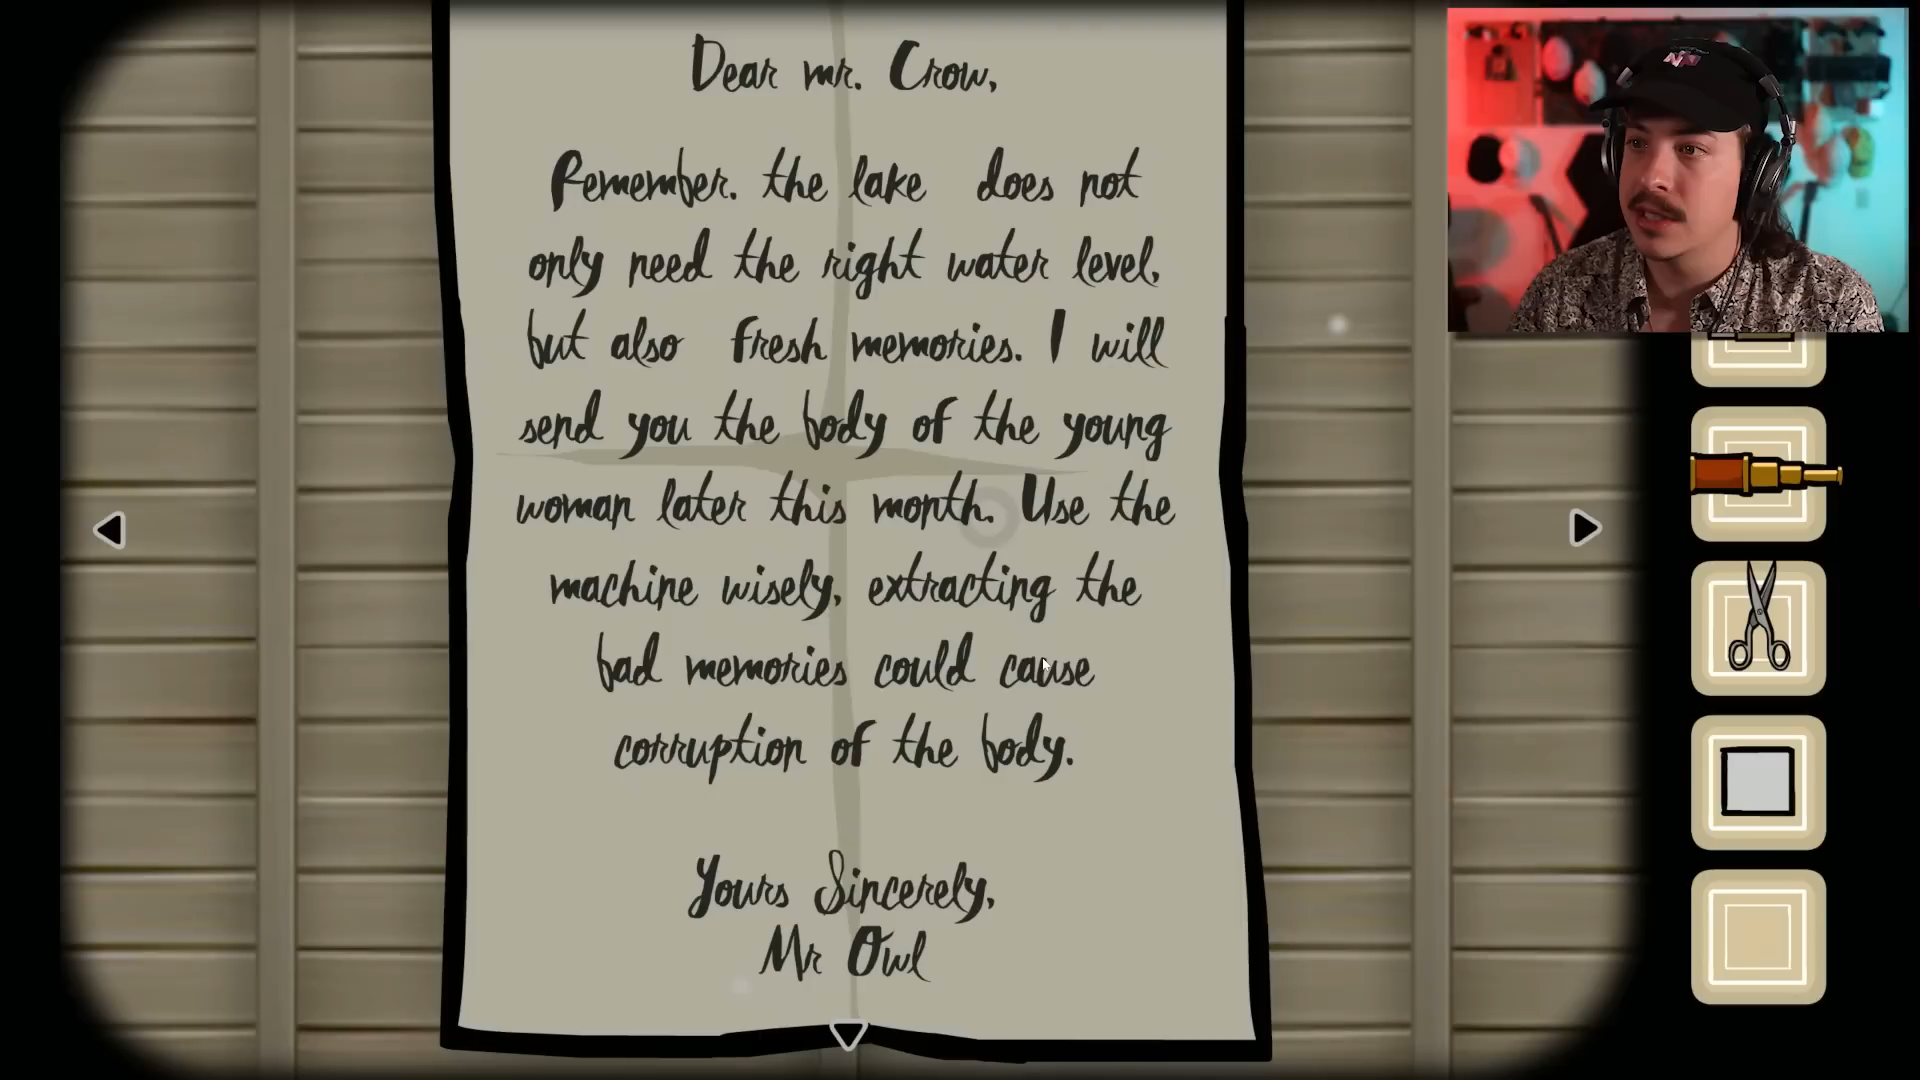 Dear mr. Crow,
Remember. the lake does not
only need the right water level,
but also fresh memories. I will
send you the body of the young
woman later this month. Use the
machine wisely, extracting the
bad memories could cause
corruption of the body.
Yours Sincerely,
Mr Owl